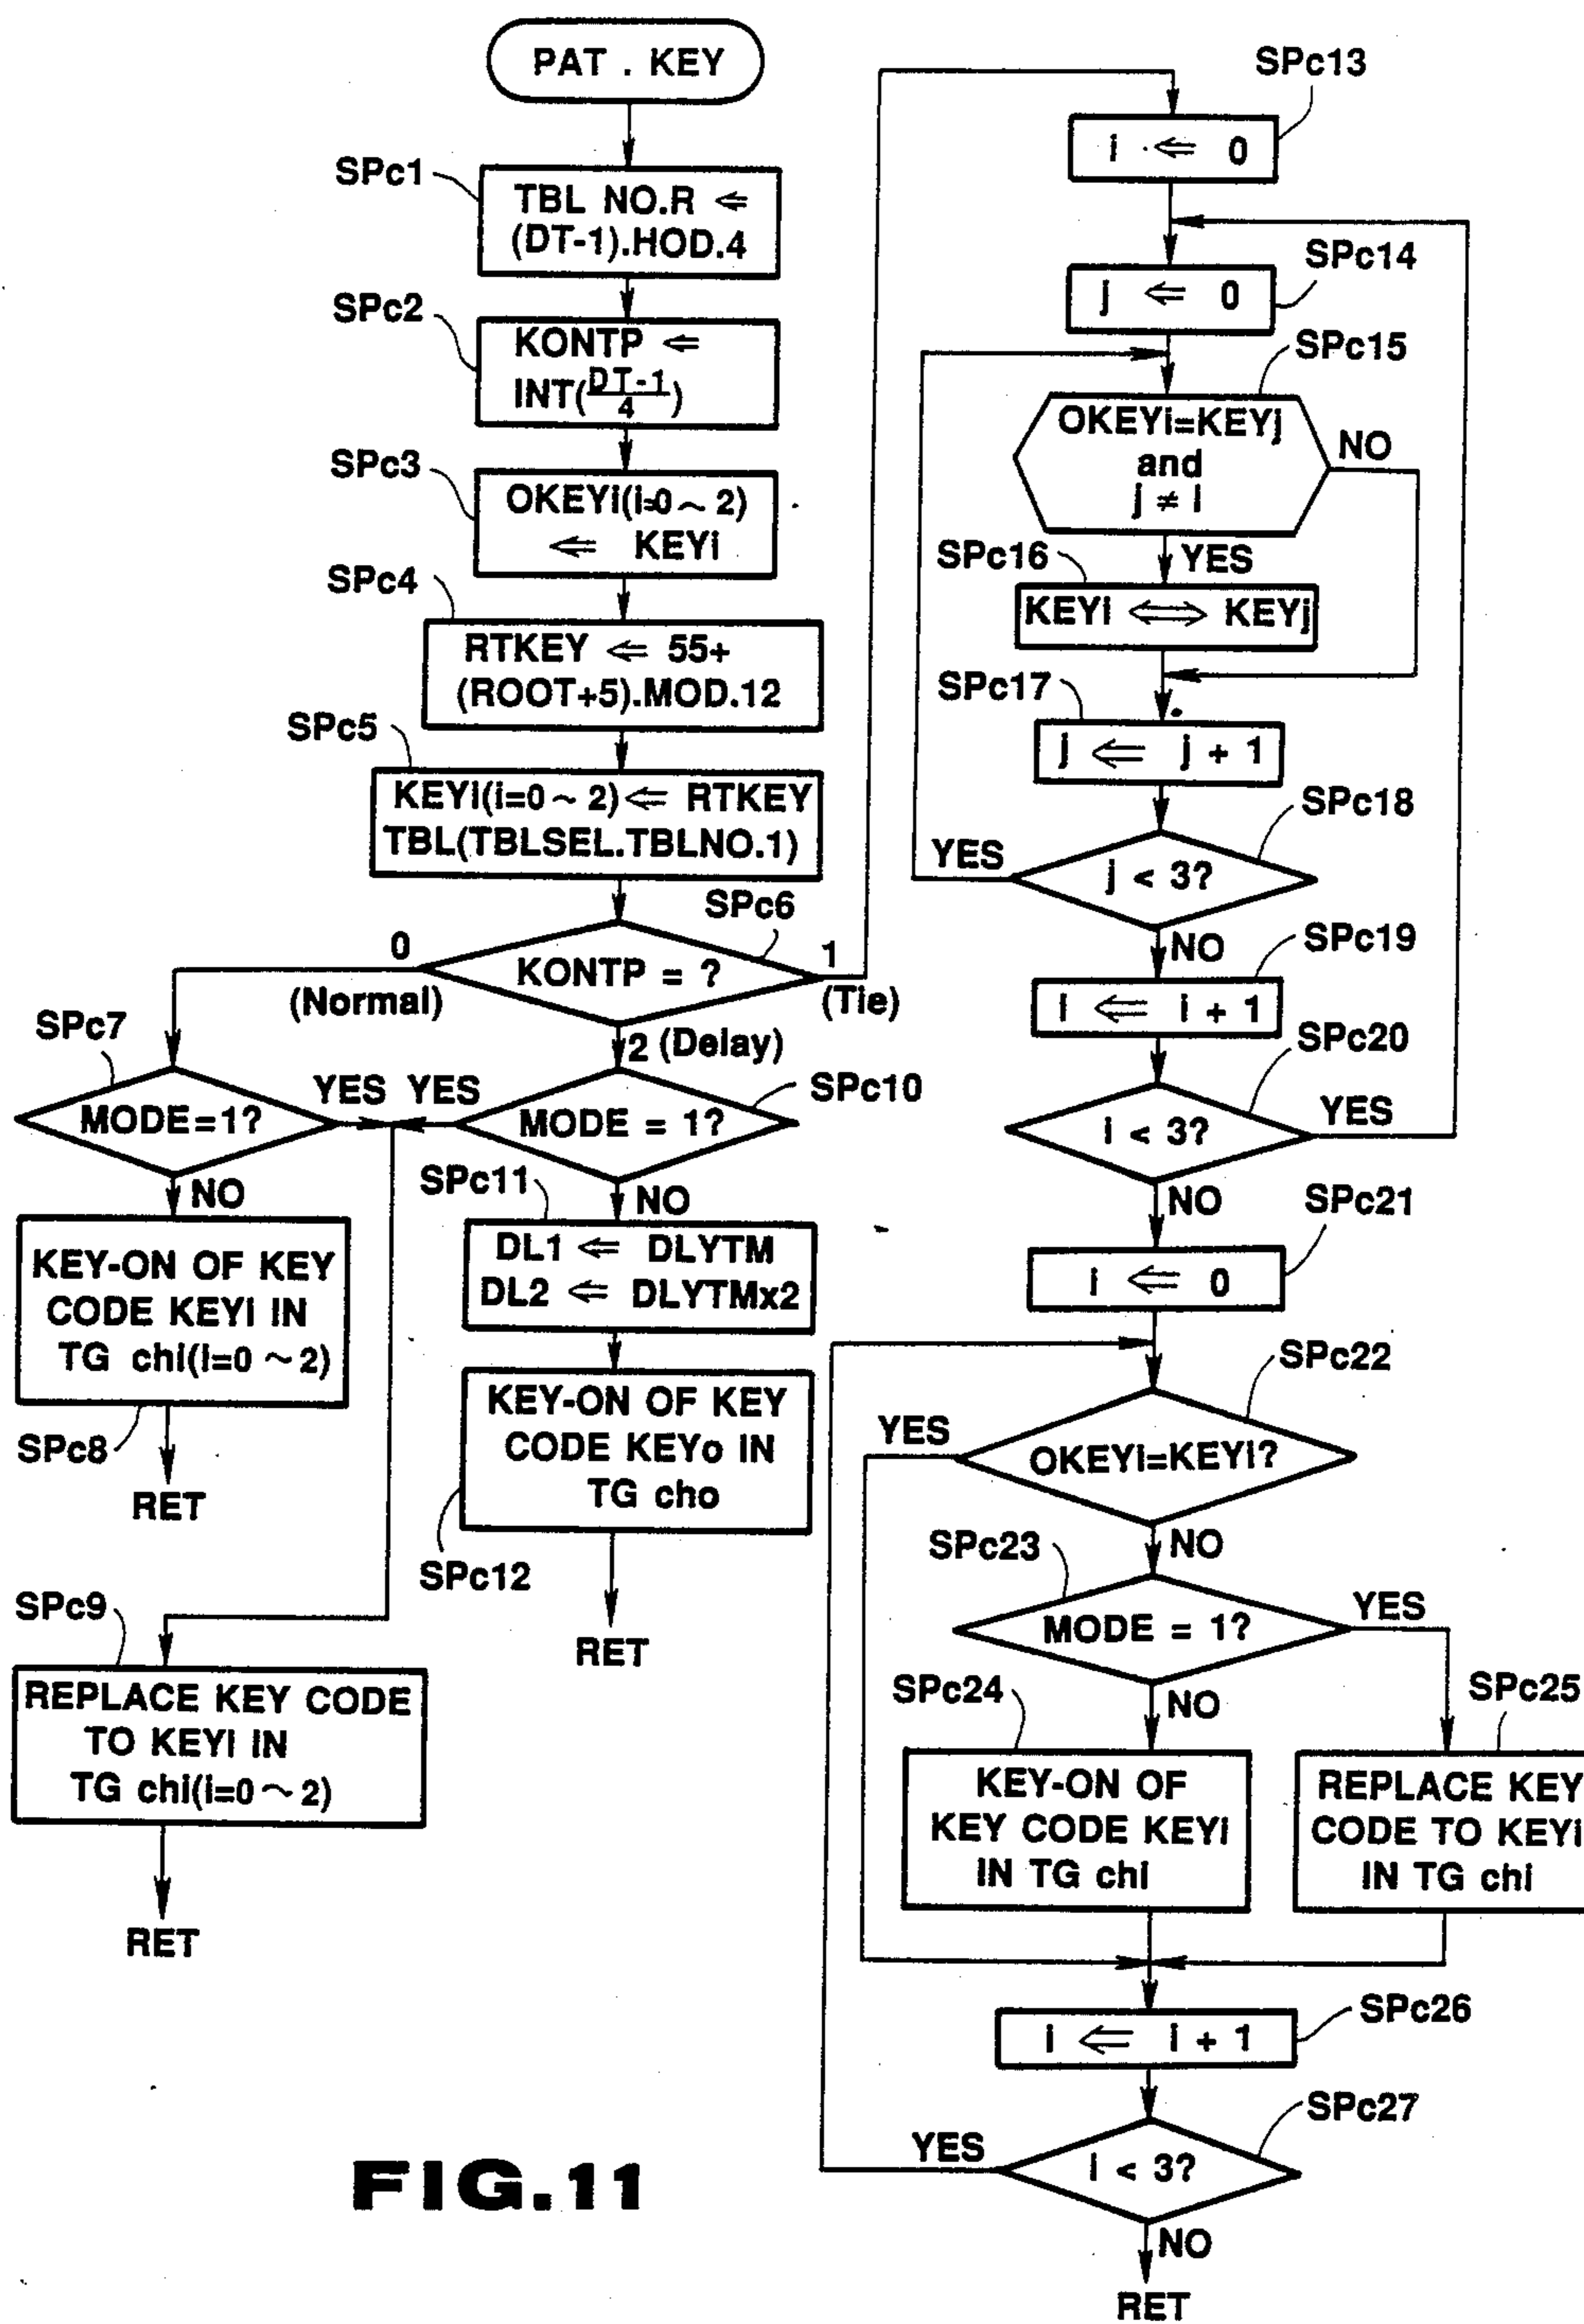 PAT . KEY
SPc1
TBL NO.R ⇐
(DT-1).HOD.4
SPc2
KONTP ⇐
INT(DT-1/4)
SPc3
OKEYi(i=0 ~ 2)
⇐ KEYi
SPc4
RTKEY ⇐ 55+
(ROOT+5).MOD.12
SPc5
KEYi(i=0 ~ 2) ⇐ RTKEY
TBL(TBLSEL.TBLNO.1)
SPc6
KONTP = ?
0
(Normal)
1
(Tie)
2 (Delay)
SPc7
MODE=1?
YES
YES
SPc10
MODE = 1?
NO
KEY-ON OF KEY
CODE KEYi IN
TG chi(i=0 ~ 2)
SPc8
RET
SPc11
NO
DL1 ⇐ DLYTM
DL2 ⇐ DLYTMx2
KEY-ON OF KEY
CODE KEYo IN
TG cho
SPc12
RET
SPc9
REPLACE KEY CODE
TO KEYi IN
TG chi(i=0 ~ 2)
RET
SPc13
i ⇐ 0
SPc14
j ⇐ 0
SPc15
OKEYi=KEYj
and
j ≠ i
NO
YES
SPc16
KEYi ⇔ KEYj
SPc17
j ⇐ j + 1
SPc18
j < 3?
YES
NO
SPc19
i ⇐ i + 1
SPc20
i < 3?
YES
NO
SPc21
i ⇐ 0
SPc22
OKEYi=KEYi?
YES
NO
SPc23
MODE = 1?
YES
NO
SPc24
KEY-ON OF
KEY CODE KEYi
IN TG chi
SPc25
REPLACE KEY
CODE TO KEYi
IN TG chi
SPc26
i ⇐ i + 1
SPc27
i < 3?
YES
NO
RET
FIG.11